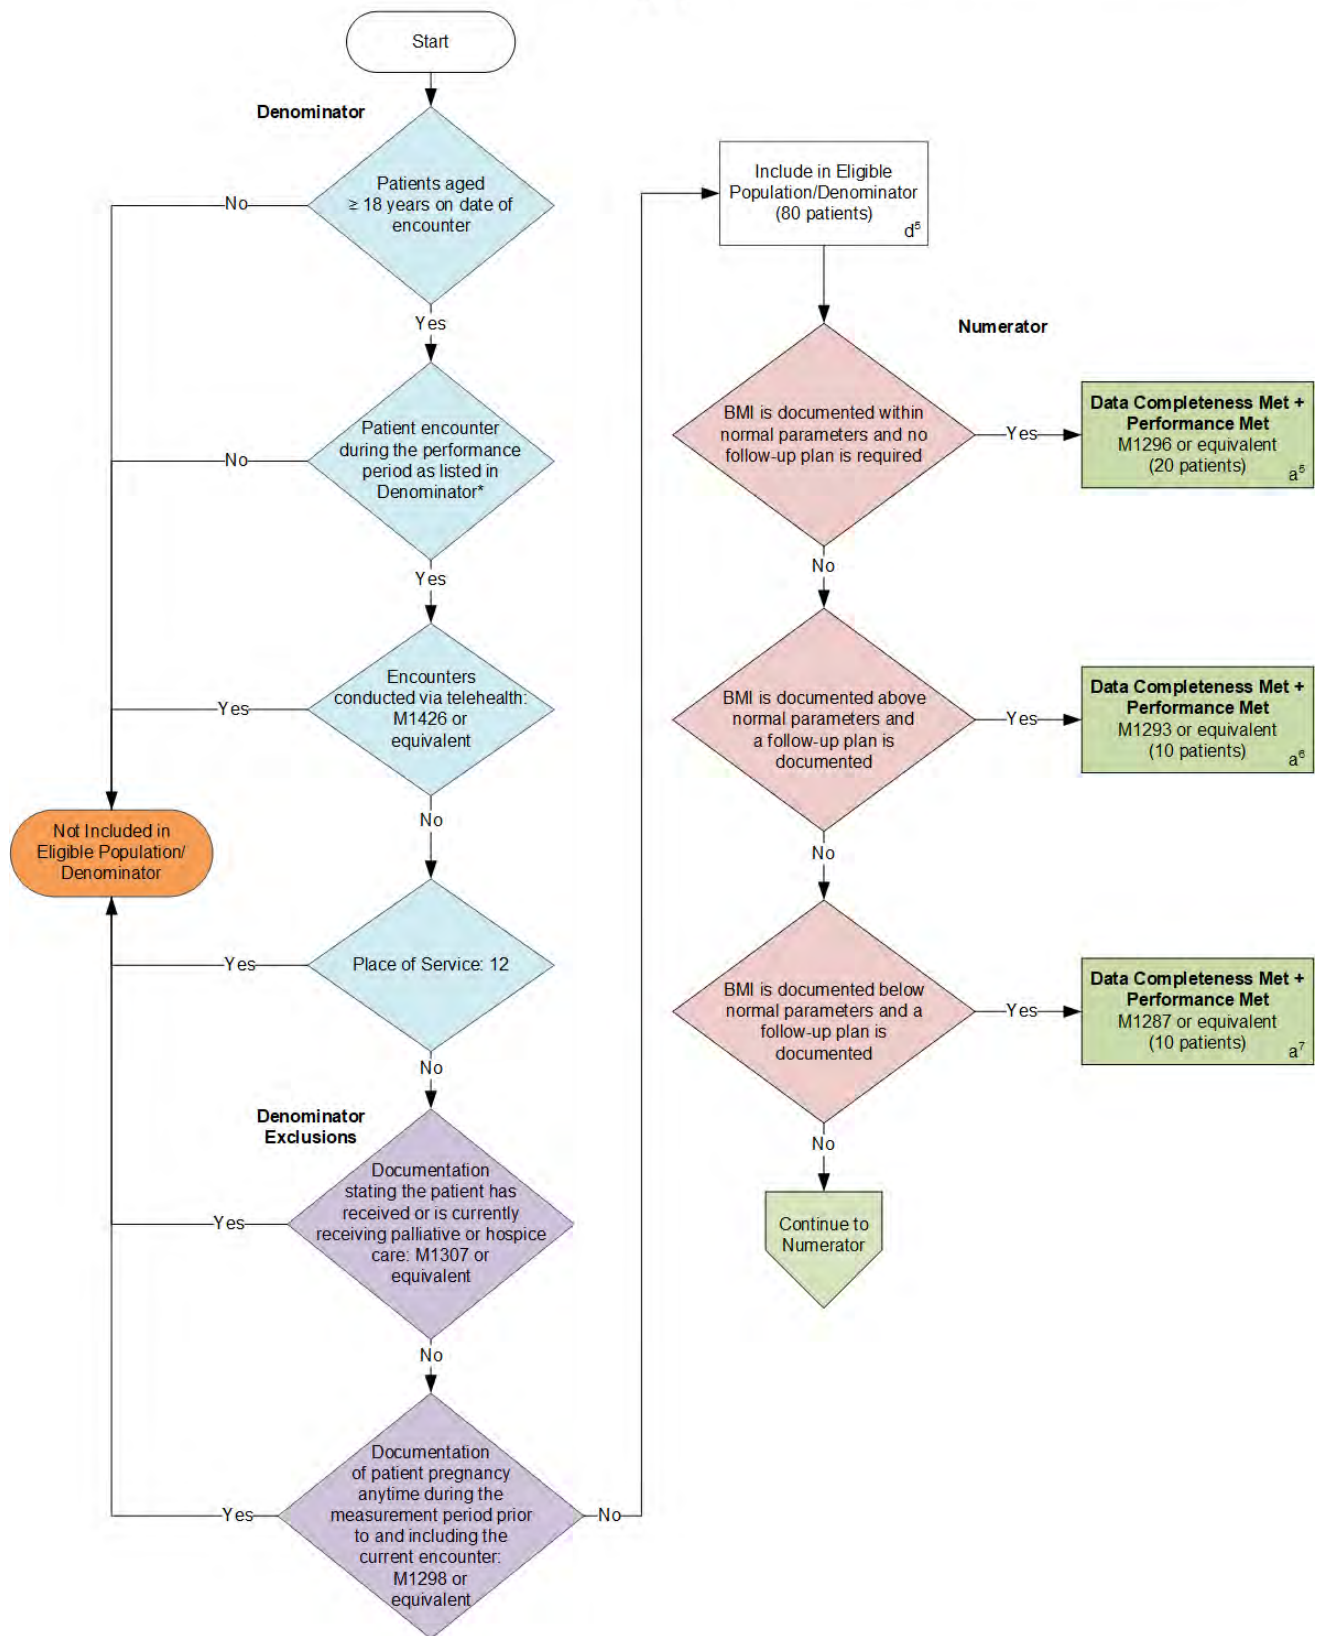 Start
Denominator
Patients aged
≥ 18 years on date of
encounter
No
Yes
Patient encounter
during the performance
period as listed in
Denominator*
No
Yes
Encounters
conducted via telehealth:
M1426 or
equivalent
Yes
No
Not Included in
Eligible Population/
Denominator
Place of Service: 12
Yes
No
Denominator
Exclusions
Documentation
stating the patient has
received or is currently
receiving palliative or hospice
care: M1307 or
equivalent
Yes
No
Documentation
of patient pregnancy
anytime during the
measurement period prior
to and including the
current encounter:
M1298 or
equivalent
Yes
No
Include in Eligible
Population/Denominator
(80 patients)
d⁵
Numerator
BMI is documented within
normal parameters and no
follow-up plan is required
Yes
Data Completeness Met +
Performance Met
M1296 or equivalent
(20 patients)
a⁵
No
BMI is documented above
normal parameters and
a follow-up plan is
documented
Yes
Data Completeness Met +
Performance Met
M1293 or equivalent
(10 patients)
a⁶
No
BMI is documented below
normal parameters and a
follow-up plan is
documented
Yes
Data Completeness Met +
Performance Met
M1287 or equivalent
(10 patients)
a⁷
No
Continue to
Numerator